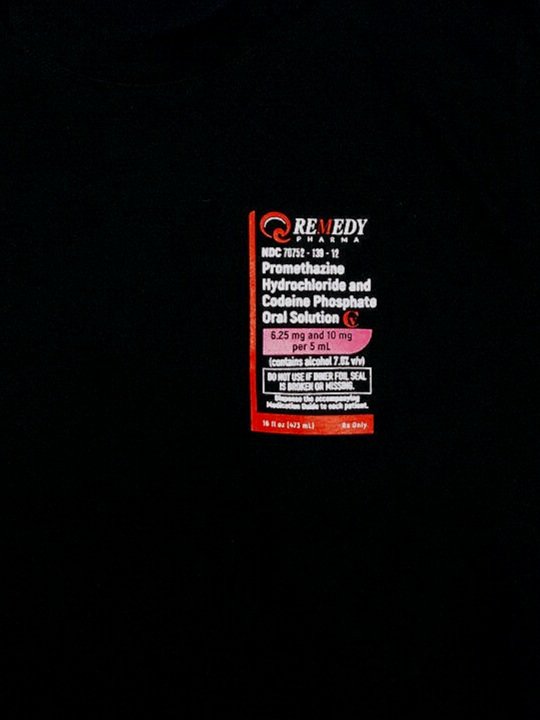 REMEDY
PHARMA
NDC 70752 - 139 - 12
Promethazine
Hydrochloride and
Codeine Phosphate
Oral Solution CV
6.25 mg and 10 mg
per 5 mL
(contains alcohol 7.0% v/v)
DO NOT USE IF INNER FOIL SEAL
IS BROKEN OR MISSING.
Dispense the accompanying
Medication Guide to each patient.
16 fl oz (473 mL) Rx Only